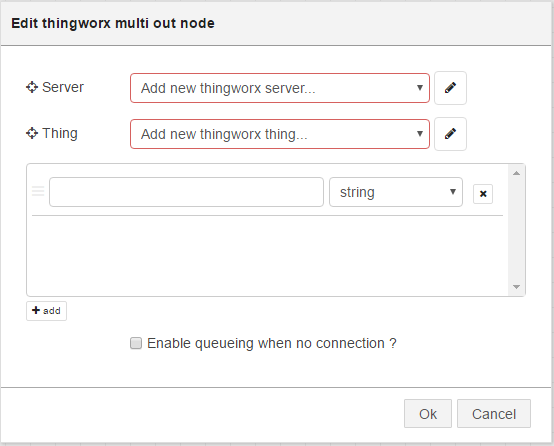 Edit thingworx multi out node
Server Add new thingworx server...
Thing Add new thingworx thing...
string
add
Enable queueing when no connection ?
Ok Cancel